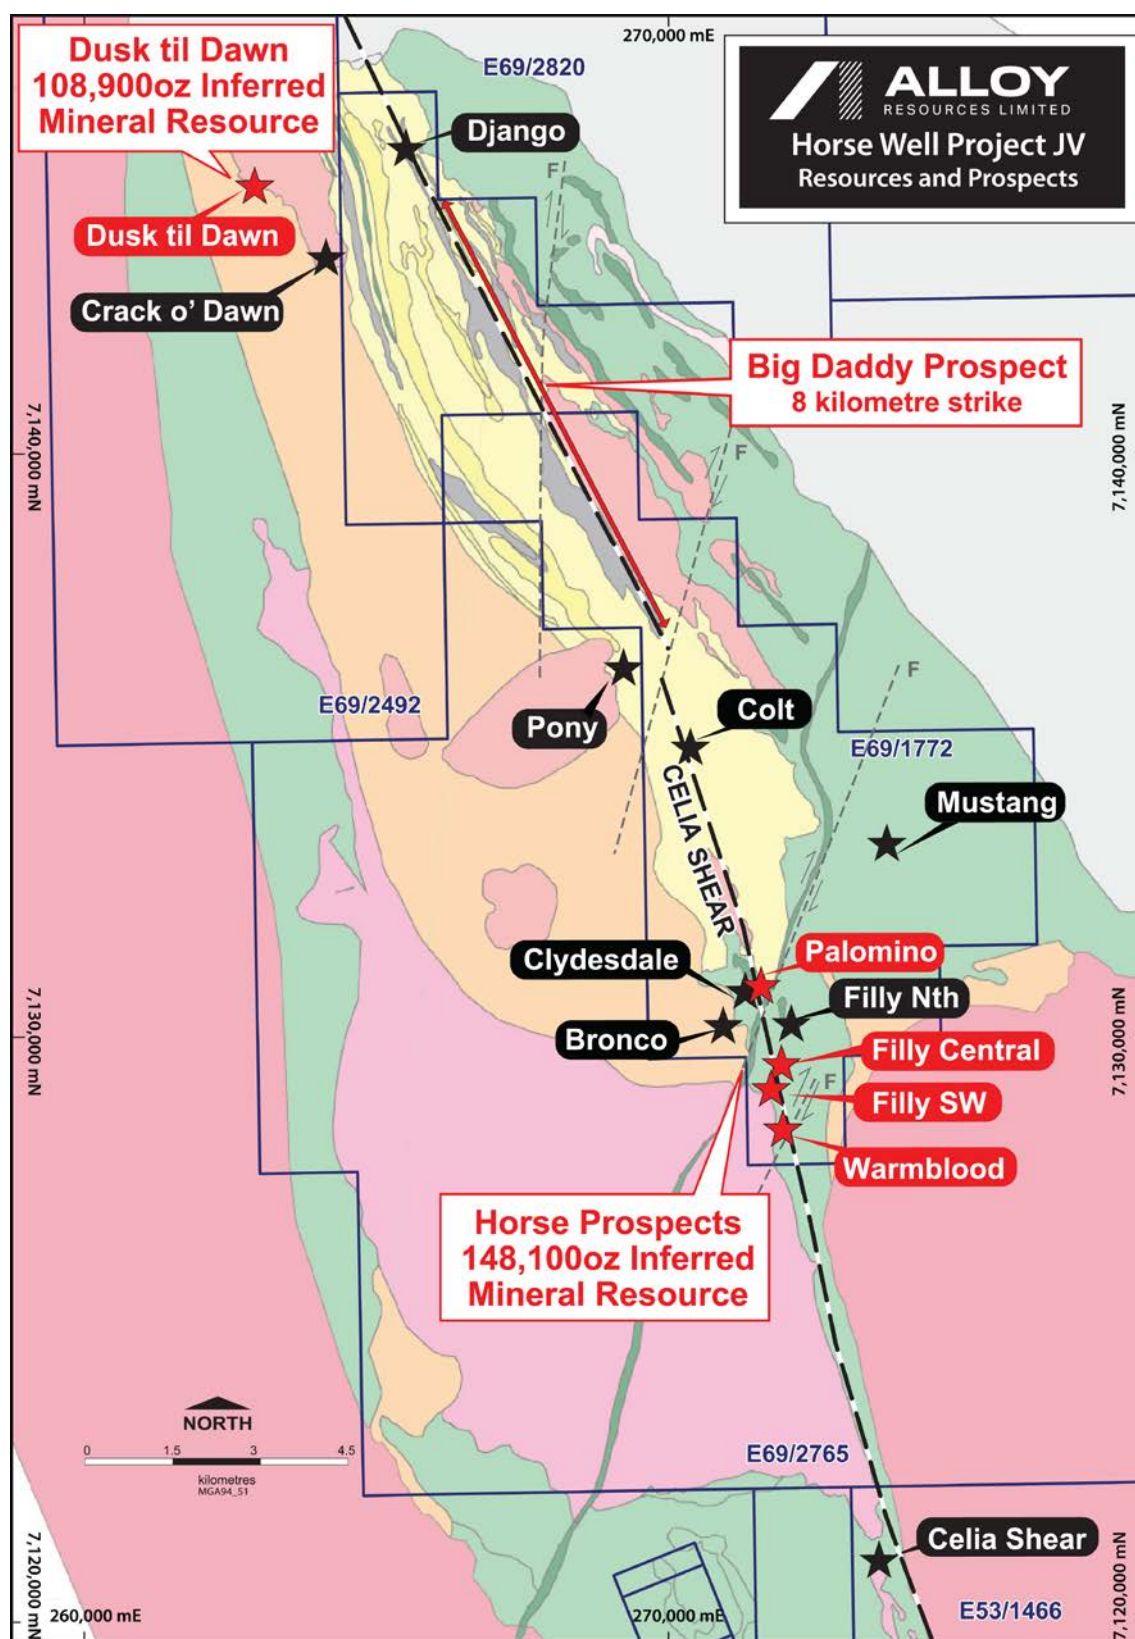 Dusk til Dawn
108,900oz Inferred
Mineral Resource
270,000 mE
E69/2820
ALLOY
RESOURCES LIMITED
Horse Well Project JV
Resources and Prospects
Django
F
Dusk til Dawn
Crack o' Dawn
Big Daddy Prospect
8 kilometre strike
7,140,000 mN
7,140,000 mN
F
F
E69/2492
Pony
Colt
E69/1772
CELIA SHEAR
Mustang
Clydesdale
Palomino
Filly Nth
Bronco
7,130,000 mN
7,130,000 mN
Filly Central
F
Filly SW
Warmblood
Horse Prospects
148,100oz Inferred
Mineral Resource
NORTH
0 1.5 3 4.5
kilometres
MGA94_51
E69/2765
Celia Shear
7,120,000 mN
7,120,000 mN
260,000 mE
270,000 mE
E53/1466